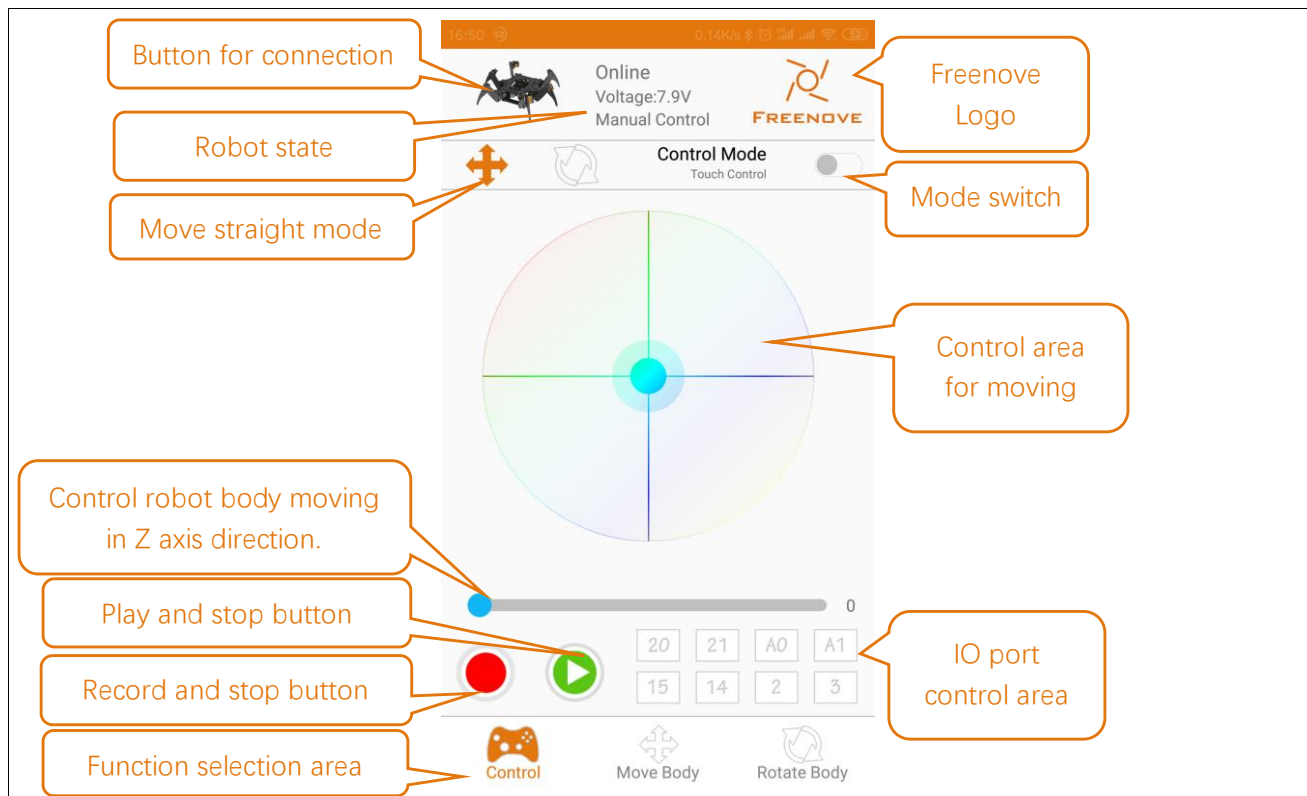 16:50
0.14K/s
52
Button for connection
Online
Voltage:7.9V
Manual Control
FREENOVE
Freenove
Logo
Robot state
Control Mode
Touch Control
Mode switch
Move straight mode
Control area
for moving
Control robot body moving
in Z axis direction.
0
Play and stop button
20 21 A0 A1
15 14 2 3
IO port
control area
Record and stop button
Function selection area
Control
Move Body
Rotate Body